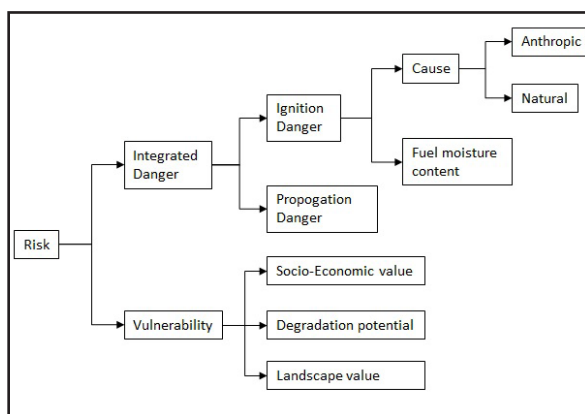 Anthropic
Cause
Natural
Ignition
Danger
Fuel moisture
content
Integrated
Danger
Propogation
Danger
Risk
Socio-Economic value
Vulnerability
Degradation potential
Landscape value